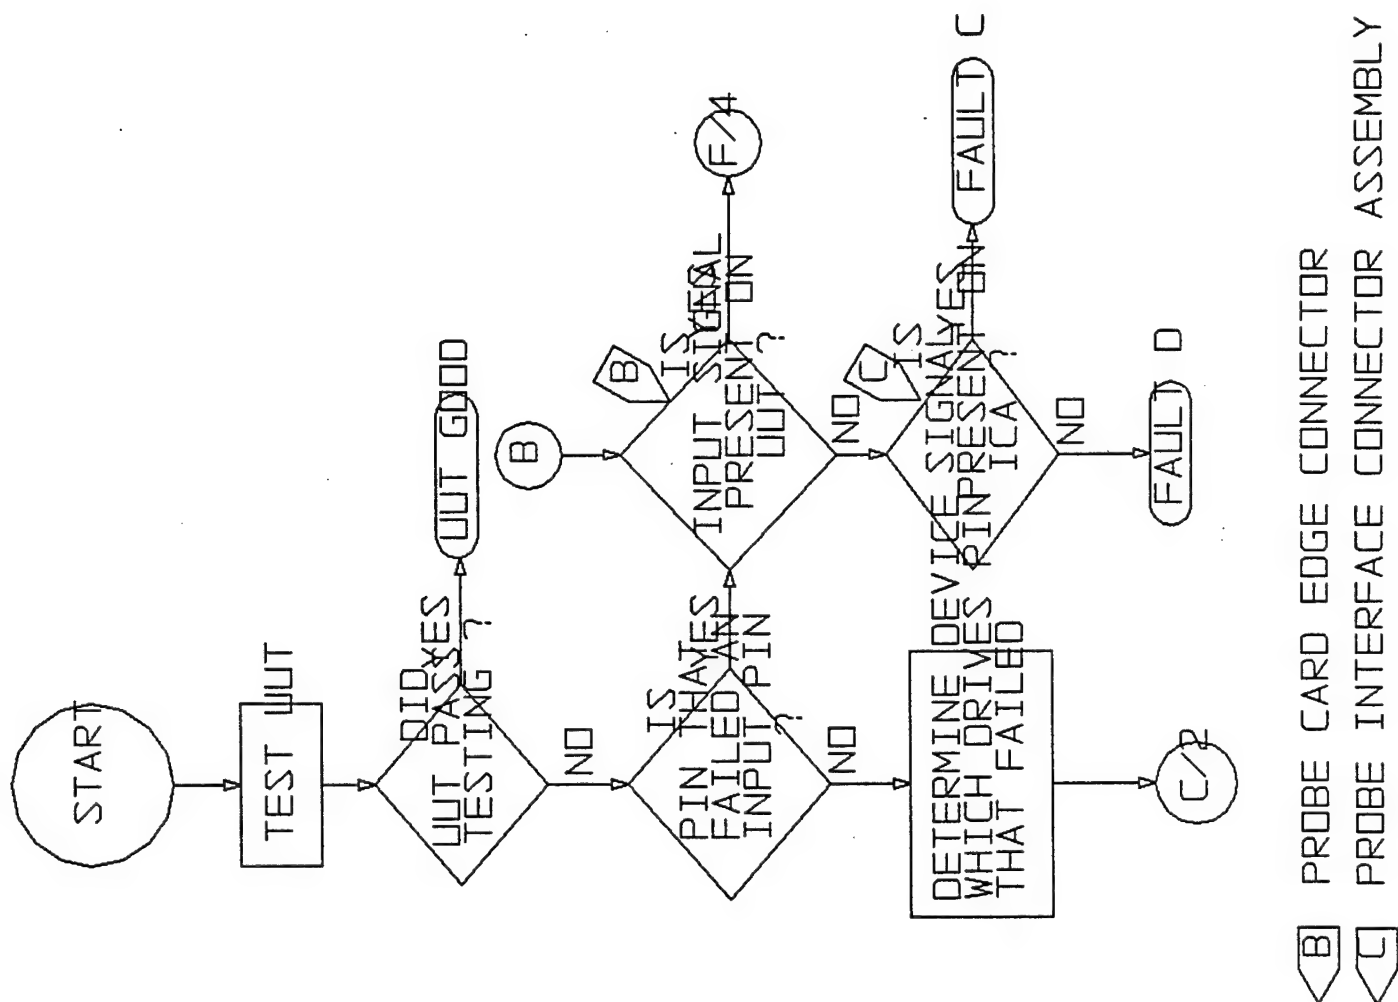 START
TEST UUT
DID
UUT PASS
TESTING ?
YES
UUT GOOD
NO
IS
PIN THAT
FAILED AN
INPUT PIN
?
YES
NO
B
B
IS
INPUT SIGNAL
PRESENT ON
UUT
?
YES
F/4
NO
C
IS
SIGNAL
PRESENT ON
ICA ?
YES
FAULT C
NO
FAULT D
DETERMINE DEVICE
WHICH DRIVES PIN
THAT FAILED
C/2
B PROBE CARD EDGE CONNECTOR
C PROBE INTERFACE CONNECTOR ASSEMBLY